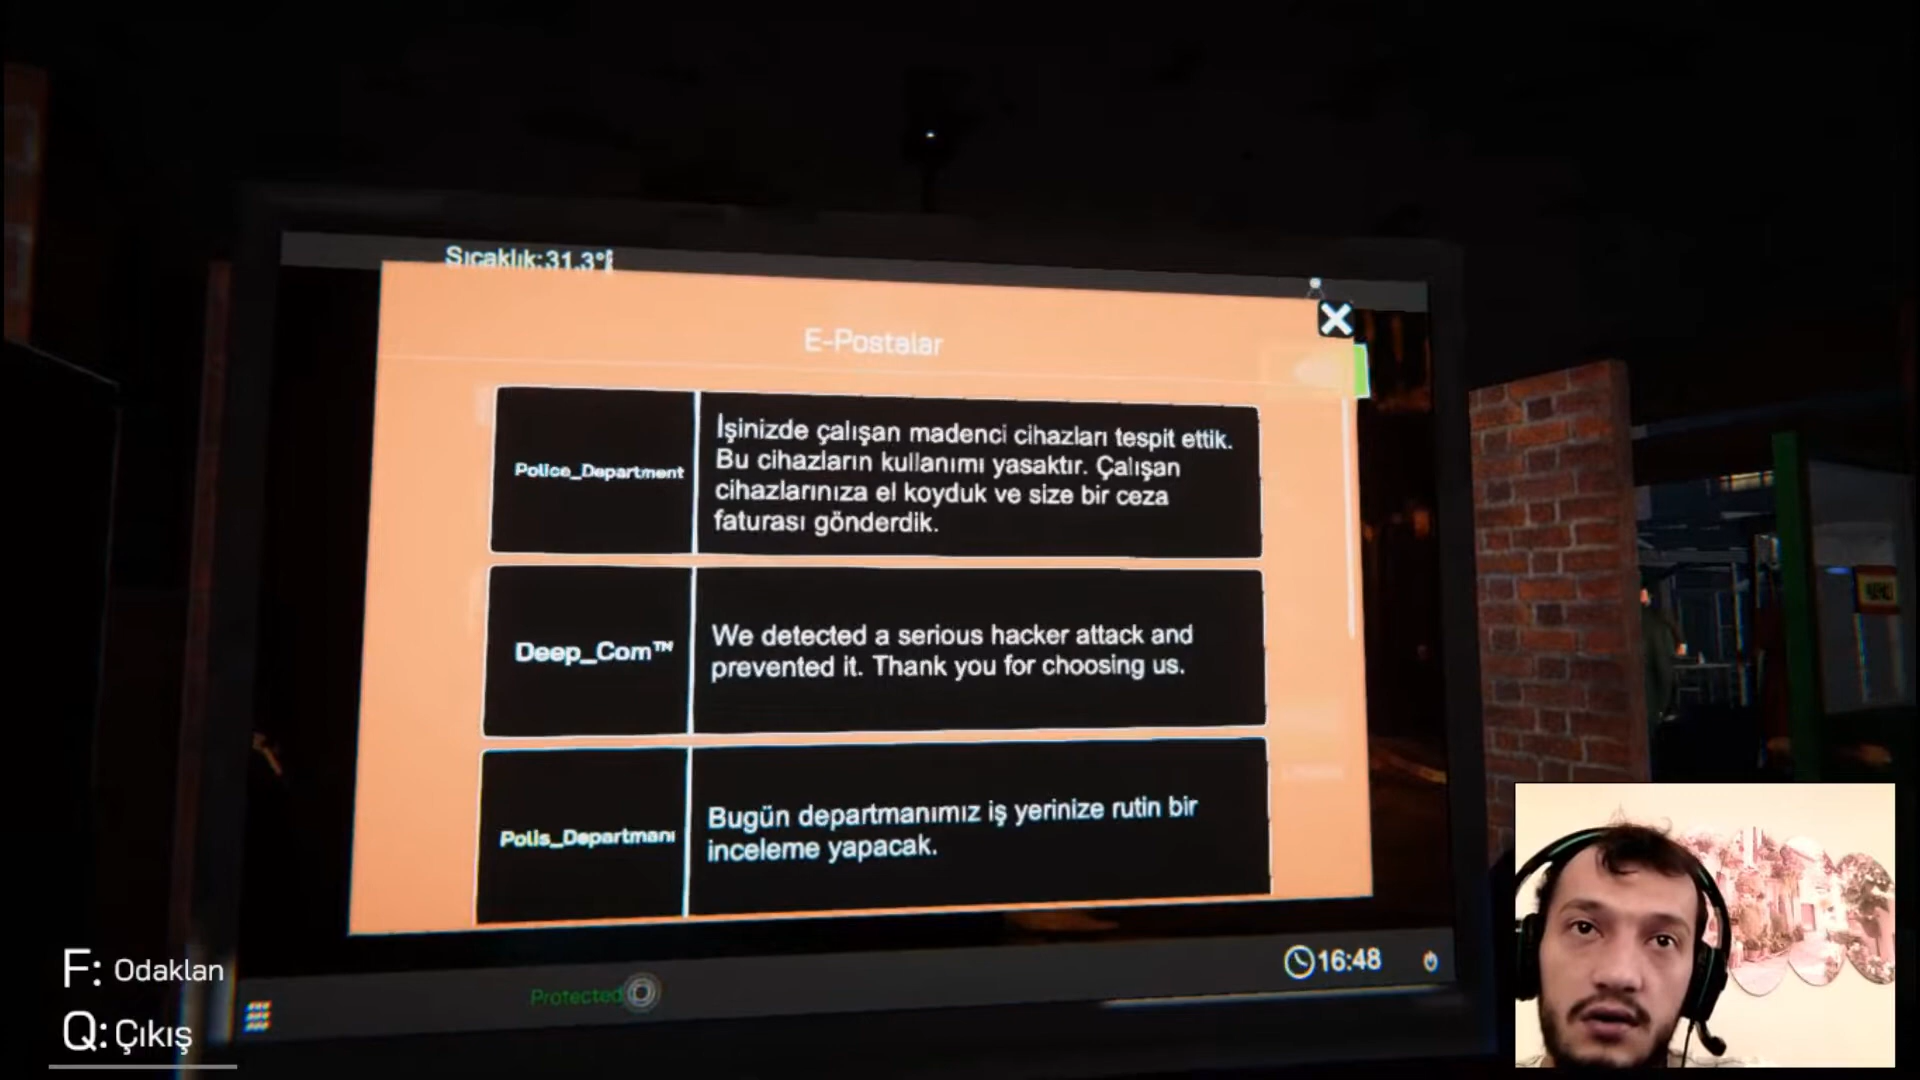 Sıcaklık:31.3°
E-Postalar
Police_Department
İşinizde çalışan madenci cihazları tespit ettik.
Bu cihazların kullanımı yasaktır. Çalışan
cihazlarınıza el koyduk ve size bir ceza
faturası gönderdik.
Deep_Com™
We detected a serious hacker attack and
prevented it. Thank you for choosing us.
Polis_Departmanı
Bugün departmanımız iş yerinize rutin bir
inceleme yapacak.
Protected
16:48
F: Odaklan
Q: Çıkış